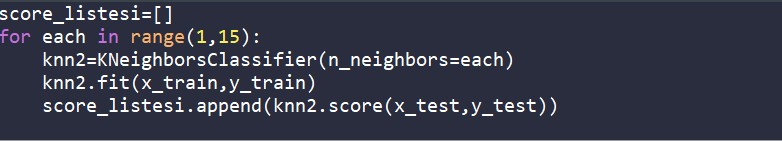 score_listesi=[]
for each in range(1,15):
    knn2=KNeighborsClassifier(n_neighbors=each)
    knn2.fit(x_train,y_train)
    score_listesi.append(knn2.score(x_test,y_test))